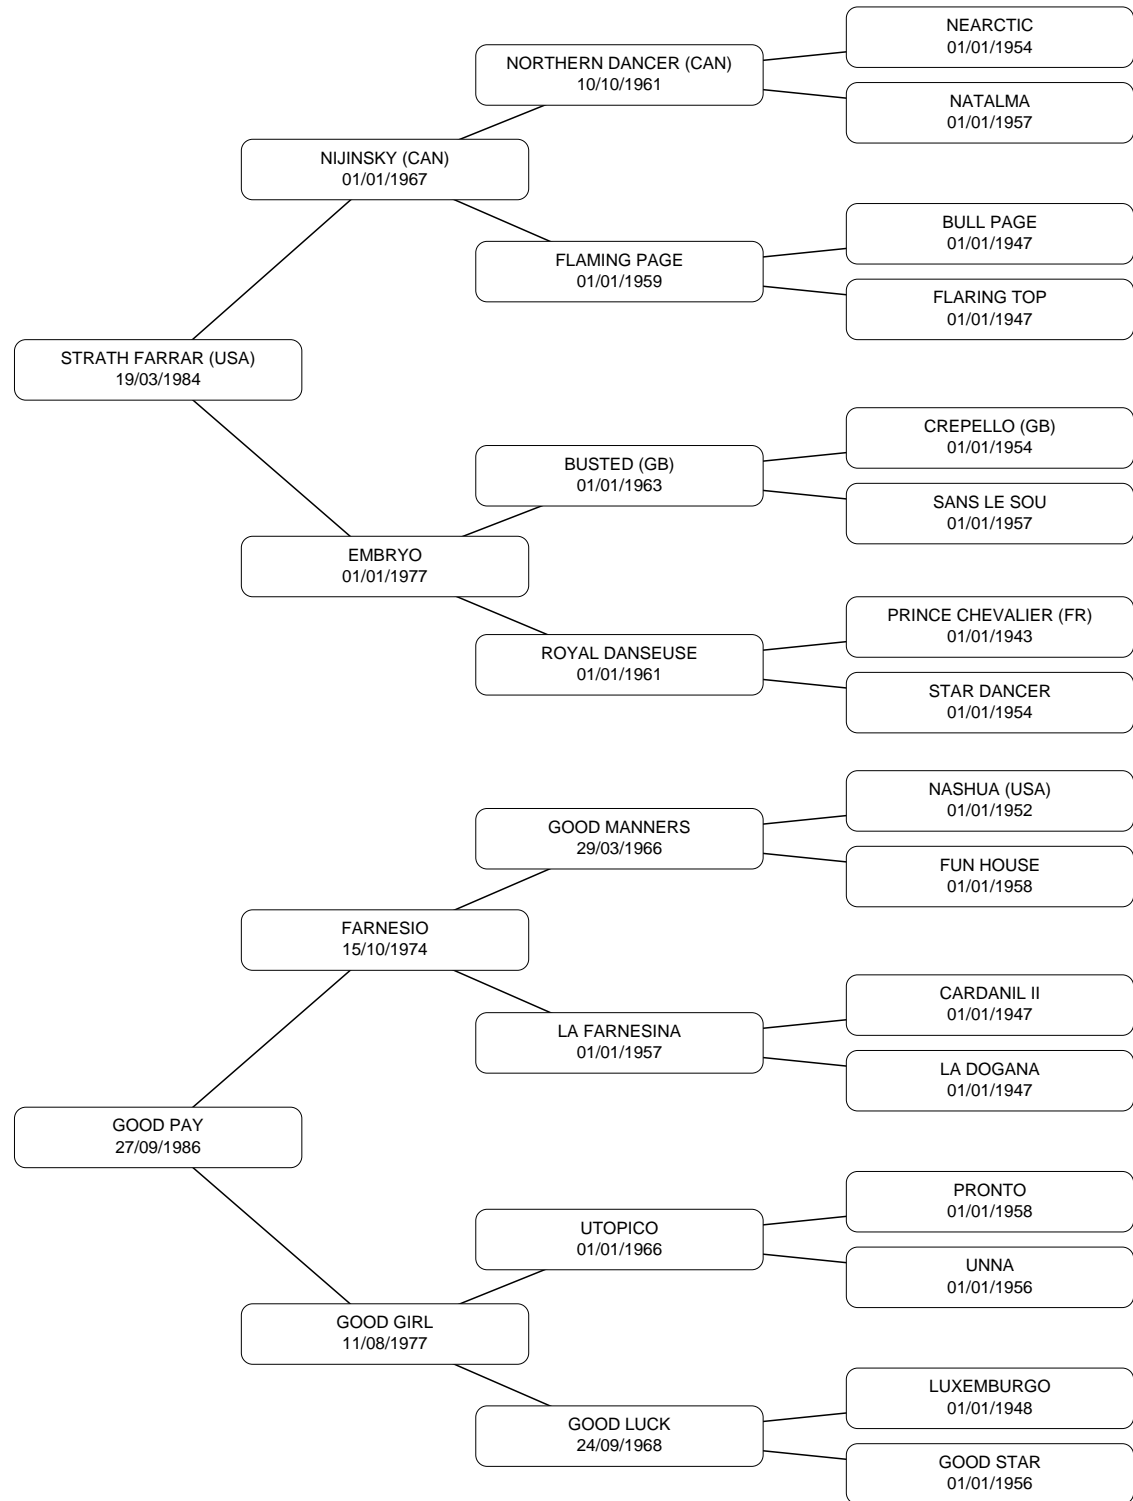 NEARCTIC
01/01/1954
NORTHERN DANCER (CAN)
10/10/1961
NATALMA
01/01/1957
NIJINSKY (CAN)
01/01/1967
BULL PAGE
01/01/1947
FLAMING PAGE
01/01/1959
FLARING TOP
01/01/1947
STRATH FARRAR (USA)
19/03/1984
CREPELLO (GB)
01/01/1954
BUSTED (GB)
01/01/1963
SANS LE SOU
01/01/1957
EMBRYO
01/01/1977
PRINCE CHEVALIER (FR)
01/01/1943
ROYAL DANSEUSE
01/01/1961
STAR DANCER
01/01/1954
NASHUA (USA)
01/01/1952
GOOD MANNERS
29/03/1966
FUN HOUSE
01/01/1958
FARNESIO
15/10/1974
CARDANIL II
01/01/1947
LA FARNESINA
01/01/1957
LA DOGANA
01/01/1947
GOOD PAY
27/09/1986
PRONTO
01/01/1958
UTOPICO
01/01/1966
UNNA
01/01/1956
GOOD GIRL
11/08/1977
LUXEMBURGO
01/01/1948
GOOD LUCK
24/09/1968
GOOD STAR
01/01/1956